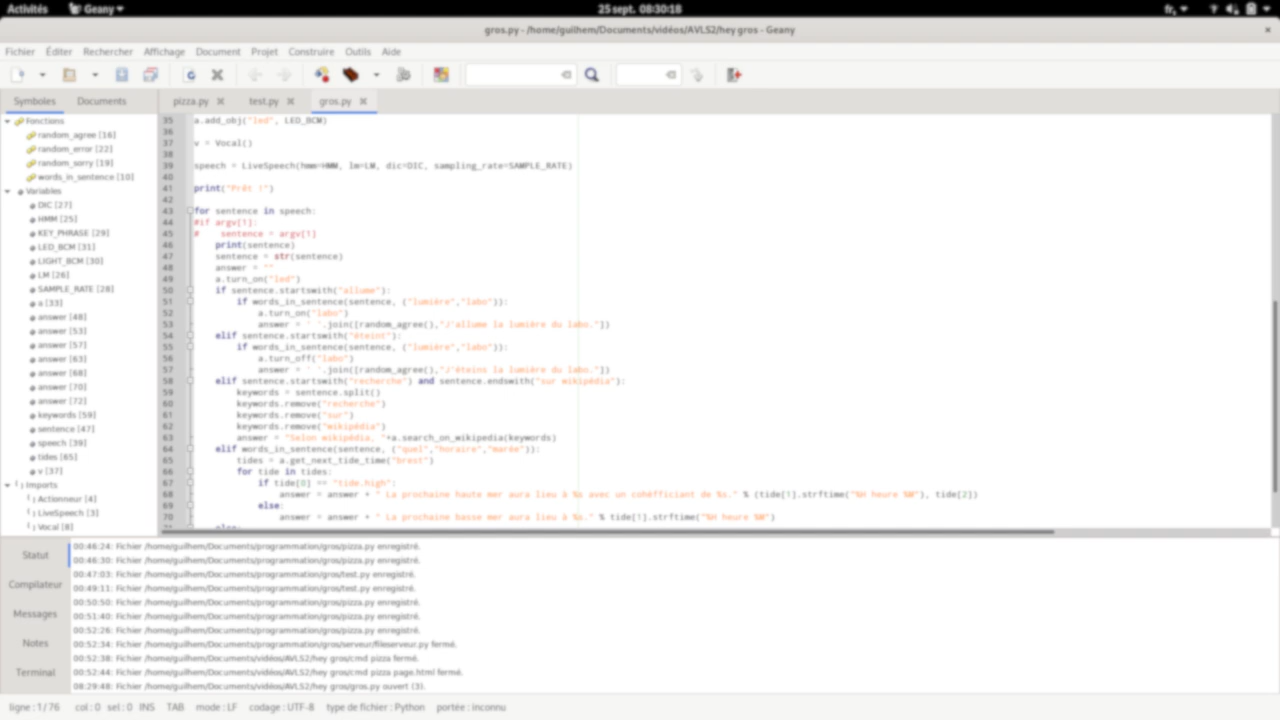 Activités Geany 25 sept. 08:30:18 fr
gros.py - /home/guilhem/Documents/vidéos/AVLS2/hey gros - Geany
Fichier Éditer Rechercher Affichage Document Projet Construire Outils Aide
Symboles Documents pizza.py test.py gros.py
Fonctions
random_agree [16]
random_error [22]
random_sorry [19]
words_in_sentence [10]
Variables
DIC [27]
HMM [25]
KEY_PHRASE [29]
LED_BCM [31]
LIGHT_BCM [30]
LM [26]
SAMPLE_RATE [28]
a [33]
answer [48]
answer [53]
answer [57]
answer [63]
answer [68]
answer [70]
answer [72]
keywords [59]
sentence [47]
speech [39]
tides [65]
v [37]
Imports
Actionneur [4]
LiveSpeech [3]
Vocal [8]
35 a.add_obj("led", LED_BCM)
36
37 v = Vocal()
38
39 speech = LiveSpeech(hmm=HMM, lm=LM, dic=DIC, sampling_rate=SAMPLE_RATE)
40
41 print("Prêt !")
42
43 for sentence in speech:
44 #if argv[1]:
45 #    sentence = argv[1]
46     print(sentence)
47     sentence = str(sentence)
48     answer = ""
49     a.turn_on("led")
50     if sentence.startswith("allume"):
51         if words_in_sentence(sentence, ("lumière","labo")):
52             a.turn_on("labo")
53             answer = ' '.join([random_agree(),"J'allume la lumière du labo."])
54     elif sentence.startswith("éteint"):
55         if words_in_sentence(sentence, ("lumière","labo")):
56             a.turn_off("labo")
57             answer = ' '.join([random_agree(),"J'éteint la lumière du labo."])
58     elif sentence.startswith("recherche") and sentence.endswith("sur wikipédia"):
59         keywords = sentence.split()
60         keywords.remove("recherche")
61         keywords.remove("sur")
62         keywords.remove("wikipédia")
63         answer = "Selon wikipédia, "+a.search_on_wikipedia(keywords)
64     elif words_in_sentence(sentence, ("quel","horaire","marée")):
65         tides = a.get_next_tide_time("brest")
66         for tide in tides:
67             if tide[0] == "tide.high":
68                 answer = answer + " La prochaine haute mer aura lieu à %s avec un cohéfficiant de %s." % (tide[1].strftime("%H heure %M"), tide[2])
69             else:
70                 answer = answer + " La prochaine basse mer aura lieu à %s." % tide[1].strftime("%H heure %M")
71     else:
Statut
Compilateur
Messages
Notes
Terminal
00:46:24: Fichier /home/guilhem/Documents/programmation/gros/pizza.py enregistré.
00:46:30: Fichier /home/guilhem/Documents/programmation/gros/pizza.py enregistré.
00:47:03: Fichier /home/guilhem/Documents/programmation/gros/test.py enregistré.
00:49:11: Fichier /home/guilhem/Documents/programmation/gros/test.py enregistré.
00:50:50: Fichier /home/guilhem/Documents/programmation/gros/pizza.py enregistré.
00:51:40: Fichier /home/guilhem/Documents/programmation/gros/pizza.py enregistré.
00:52:26: Fichier /home/guilhem/Documents/programmation/gros/pizza.py enregistré.
00:52:34: Fichier /home/guilhem/Documents/programmation/gros/serveur/fileserveur.py fermé.
00:52:38: Fichier /home/guilhem/Documents/vidéos/AVLS2/hey gros/cmd pizza fermé.
00:52:44: Fichier /home/guilhem/Documents/vidéos/AVLS2/hey gros/cmd pizza page.html fermé.
08:29:48: Fichier /home/guilhem/Documents/vidéos/AVLS2/hey gros/gros.py ouvert (3).
ligne : 1 / 76 col : 0 sel : 0 INS TAB mode : LF codage : UTF-8 type de fichier : Python portée : inconnu